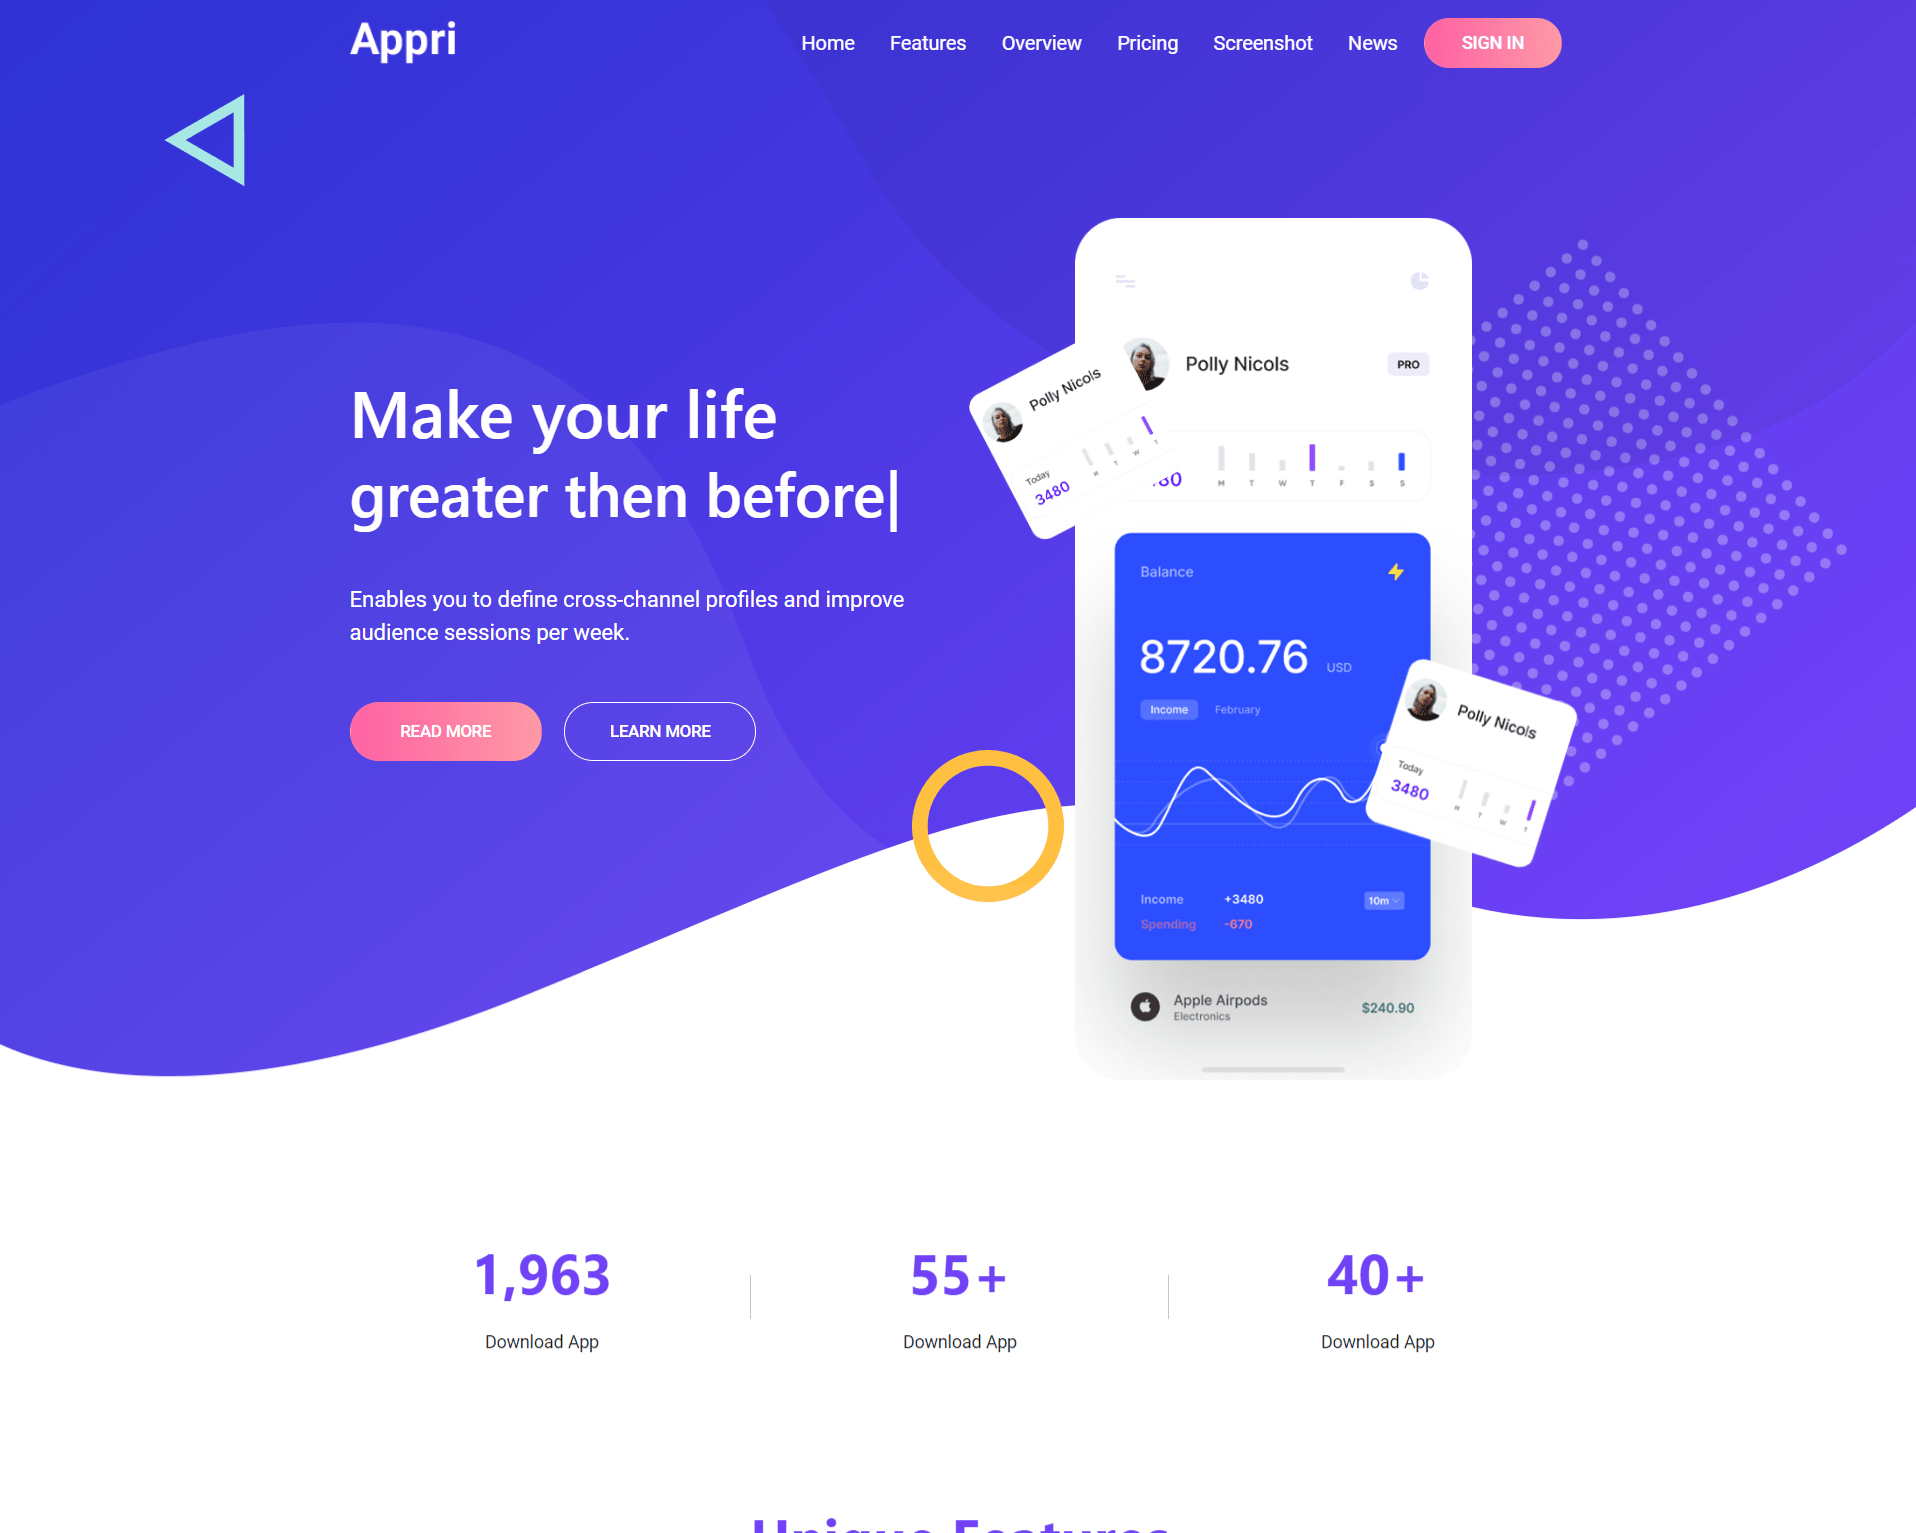 Appri
Home Features Overview Pricing Screenshot News SIGN IN
Make your life
greater then before|
Enables you to define cross-channel profiles and improve
audience sessions per week.
READ MORE LEARN MORE
Polly Nicols PRO
M T W T F S S
Polly Nicols
Today
3480
M T W T
Balance
8720.76 USD
Income February
Income +3480 10m
Spending -670
Apple Airpods
Electronics
$240.90
Polly Nicols
Today
3480
M T W T
1,963
Download App
55+
Download App
40+
Download App
Unique Features